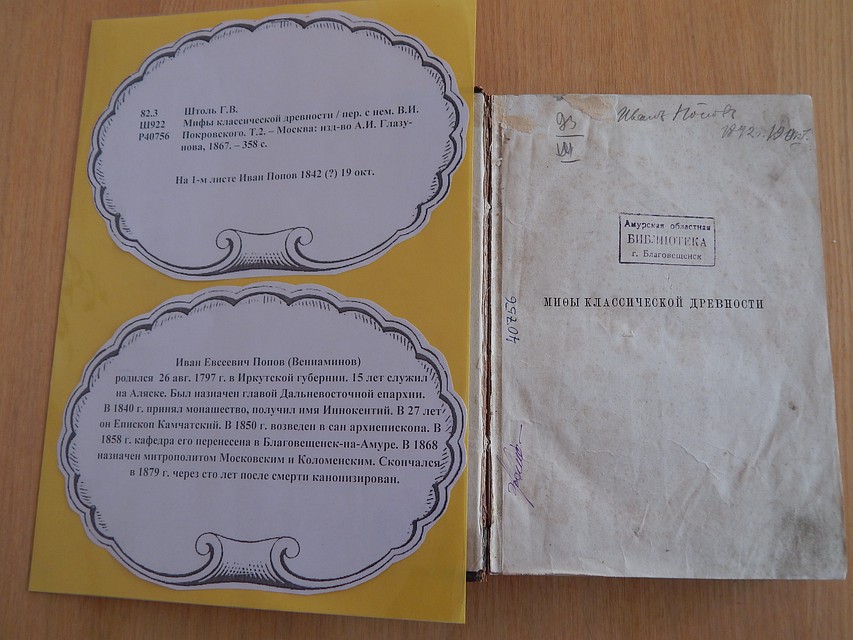 82.3 Штоль Г.В.
Ш922 Мифы классической древности / пер. с нем. В.И.
Р40756 Покровского. Т.2. – Москва: изд-во А.И. Глазу-
нова, 1867. – 358 с.
На 1-м листе Иван Попов 1842 (?) 19 окт.
Иван Евсеевич Попов (Вениаминов)
родился 26 авг. 1797 г. в Иркутской губернии. 15 лет служил
на Аляске. Был назначен главой Дальневосточной епархии.
В 1840 г. принял монашество, получил имя Иннокентий. В 27 лет
он Епископ Камчатский. В 1850 г. возведен в сан архиепископа. В
1858 г. кафедра его перенесена в Благовещенск-на-Амуре. В 1868
назначен митрополитом Московским и Коломенским. Скончался
в 1879 г. через сто лет после смерти канонизирован.
Иванъ Поповъ
Амурская областная
БИБЛИОТЕКА
г. Благовещенск
МИѲЫ КЛАССИЧЕСКОЙ ДРЕВНОСТИ
40756